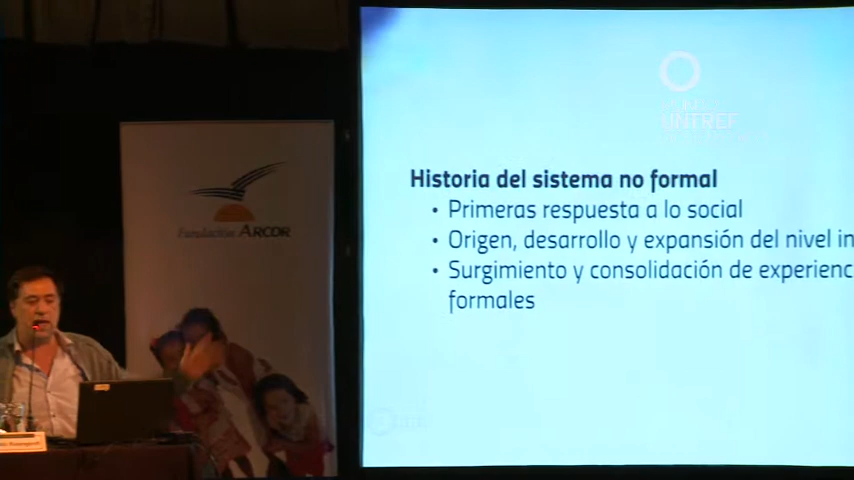 UNTREF
Historia del sistema no formal
Fundación ARCOR
• Primeras respuesta a lo social
• Origen, desarrollo y expansión del nivel in
• Surgimiento y consolidación de experienc
formales